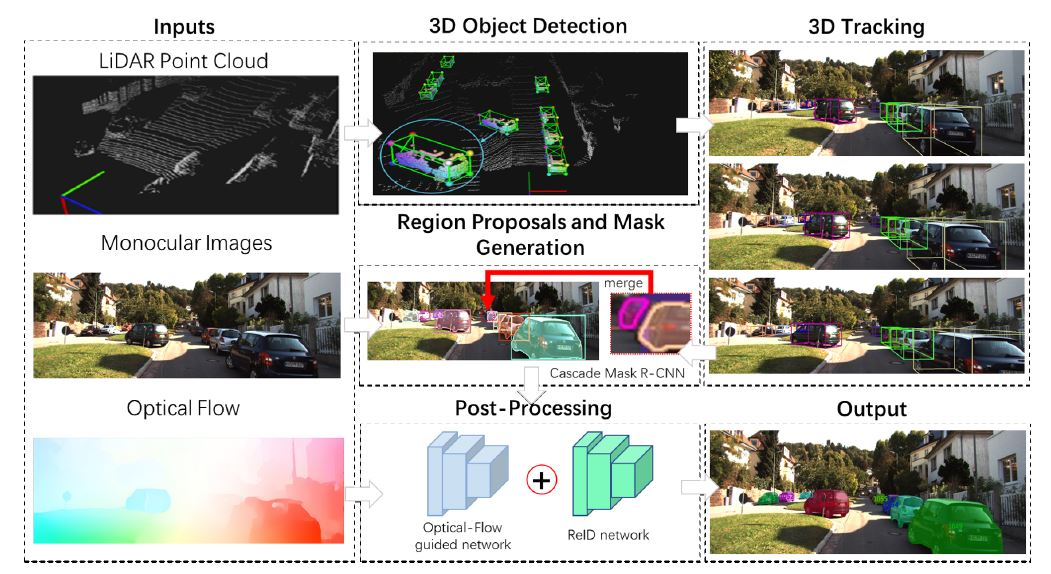 Inputs
3D Object Detection
3D Tracking
LiDAR Point Cloud
Region Proposals and Mask
Generation
Monocular Images
merge
Cascade Mask R-CNN
Optical Flow
Post-Processing
Output
Optical-Flow
guided network
+
ReID network